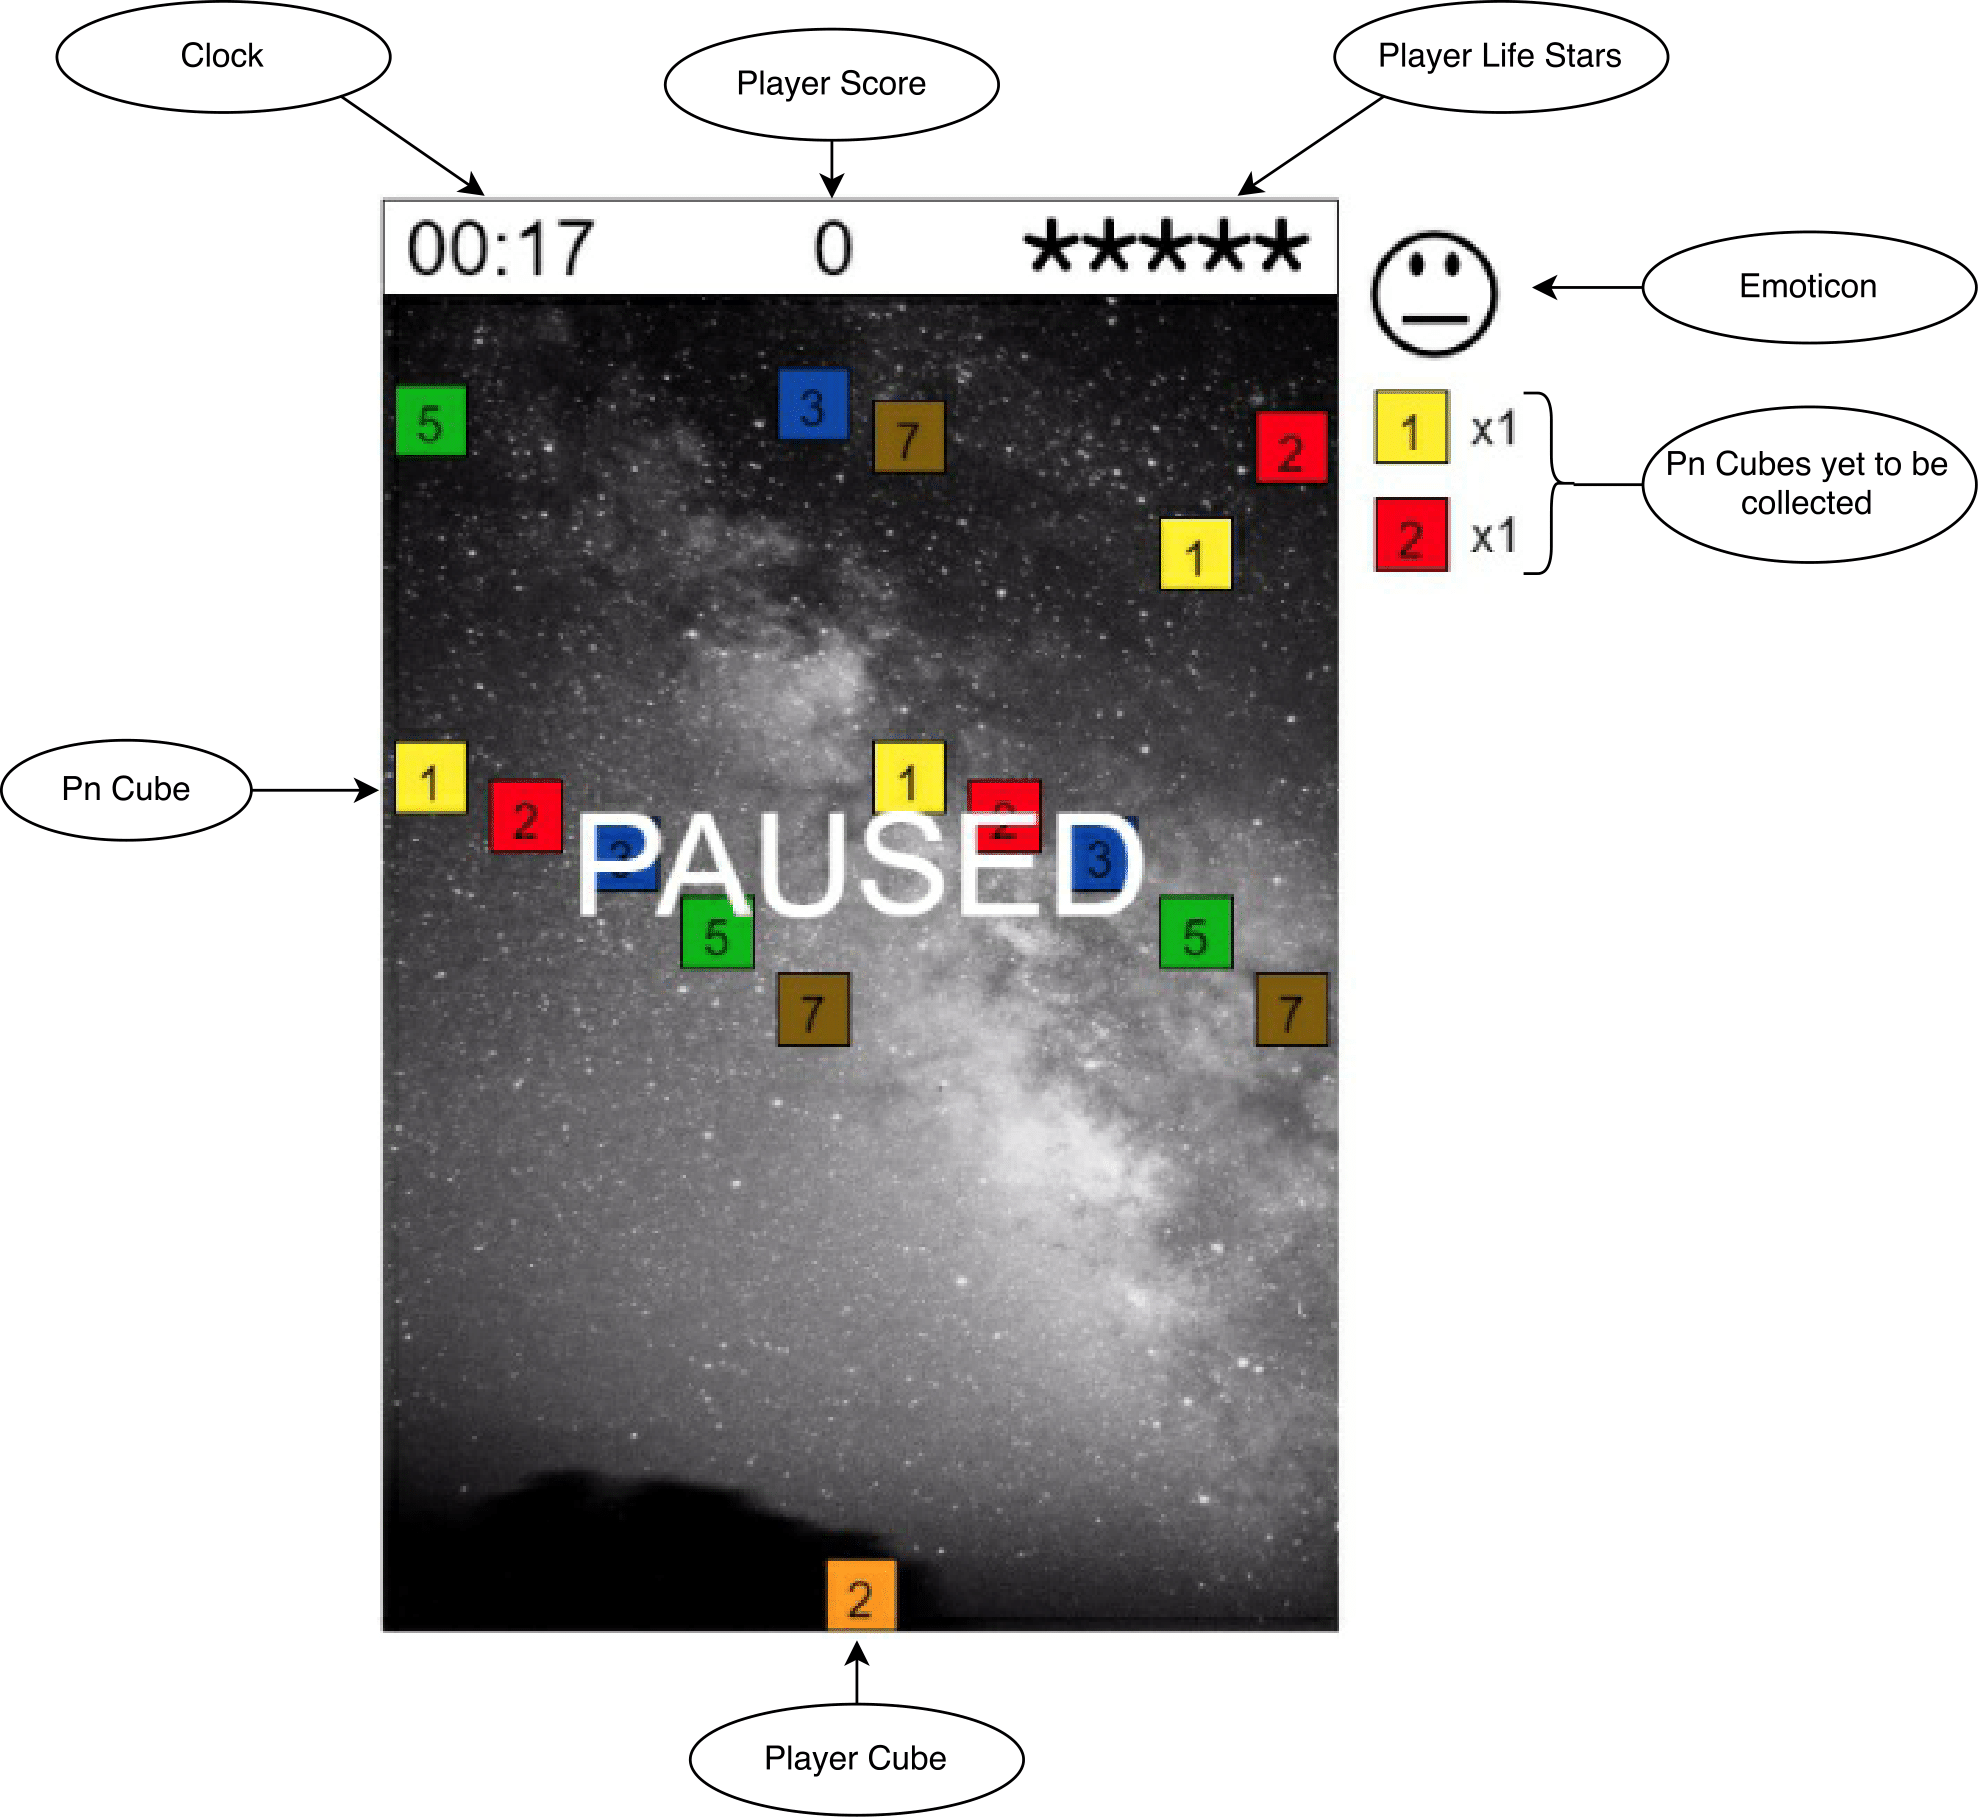 Clock
Player Score
Player Life Stars
00:17 0 *****
Emoticon
5 3 7 2
1 x1
2 x1
Pn Cubes yet to be
collected
1
Pn Cube
1 2 3 5 7
1 2 3 5 7
PAUSED
2
Player Cube